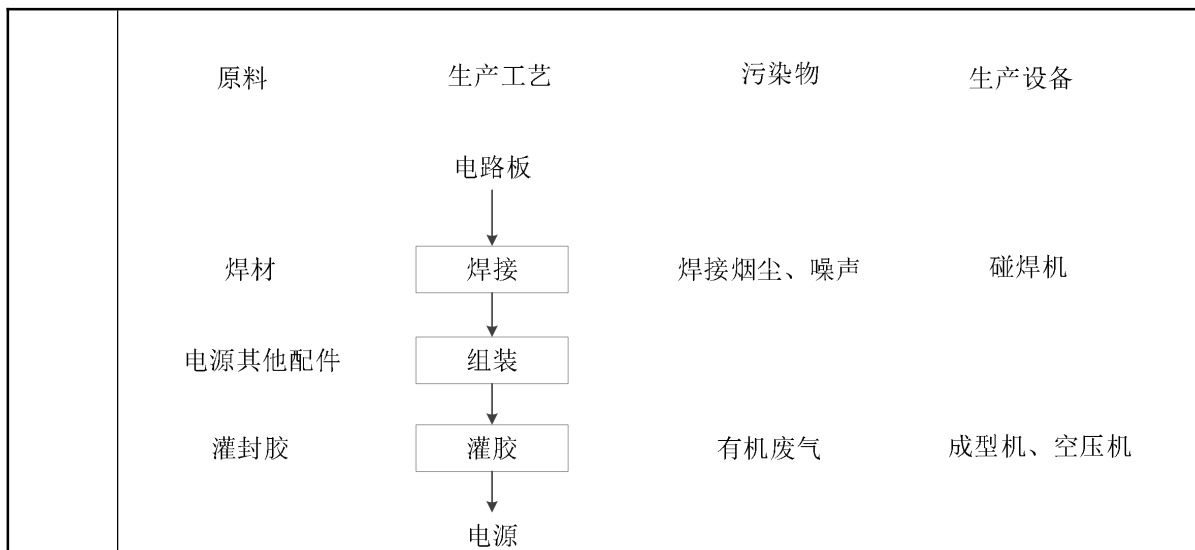 原料 生产工艺 污染物 生产设备
电路板
焊材 焊接 焊接烟尘、噪声 碰焊机
电源其他配件 组装
灌封胶 灌胶 有机废气 成型机、空压机
电源